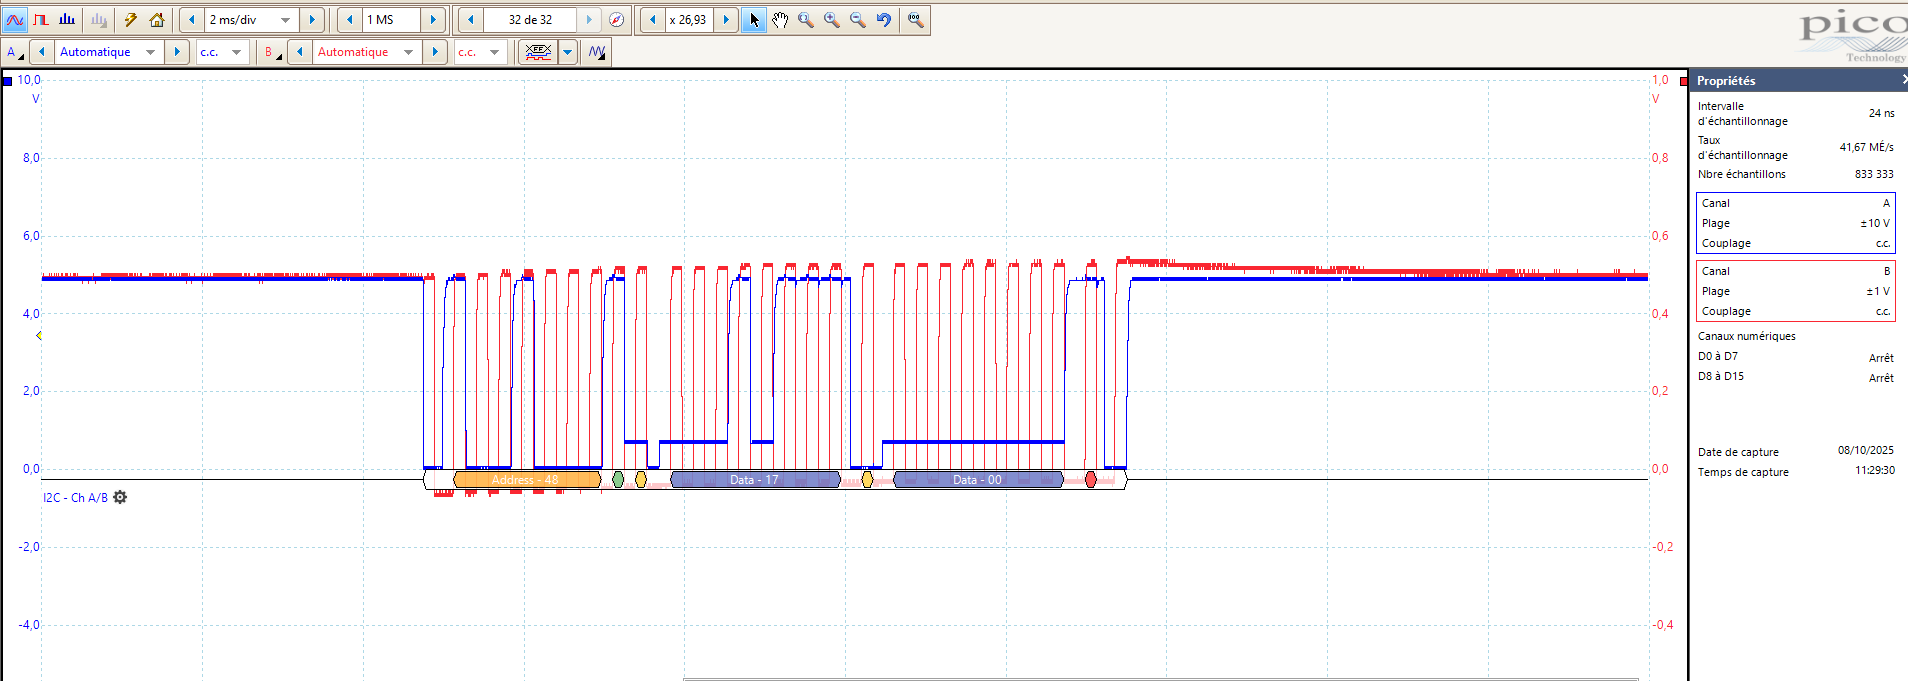 2 ms/div
1 MS
32 de 32
x 26,93
pico
Technology
A
Automatique
c.c.
B
Automatique
c.c.
10,0
V
8,0
6,0
4,0
2,0
0,0
-2,0
-4,0
1,0
V
0,8
0,6
0,4
0,2
0,0
-0,2
-0,4
Address - 48
Data - 17
Data - 00
I2C - Ch A/B
Propriétés
Intervalle
d'échantillonnage
24 ns
Taux
d'échantillonnage
41,67 MÉ/s
Nbre échantillons
833 333
Canal
A
Plage
±10 V
Couplage
c.c.
Canal
B
Plage
±1 V
Couplage
c.c.
Canaux numériques
D0 à D7
Arrêt
D8 à D15
Arrêt
Date de capture
08/10/2025
Temps de capture
11:29:30